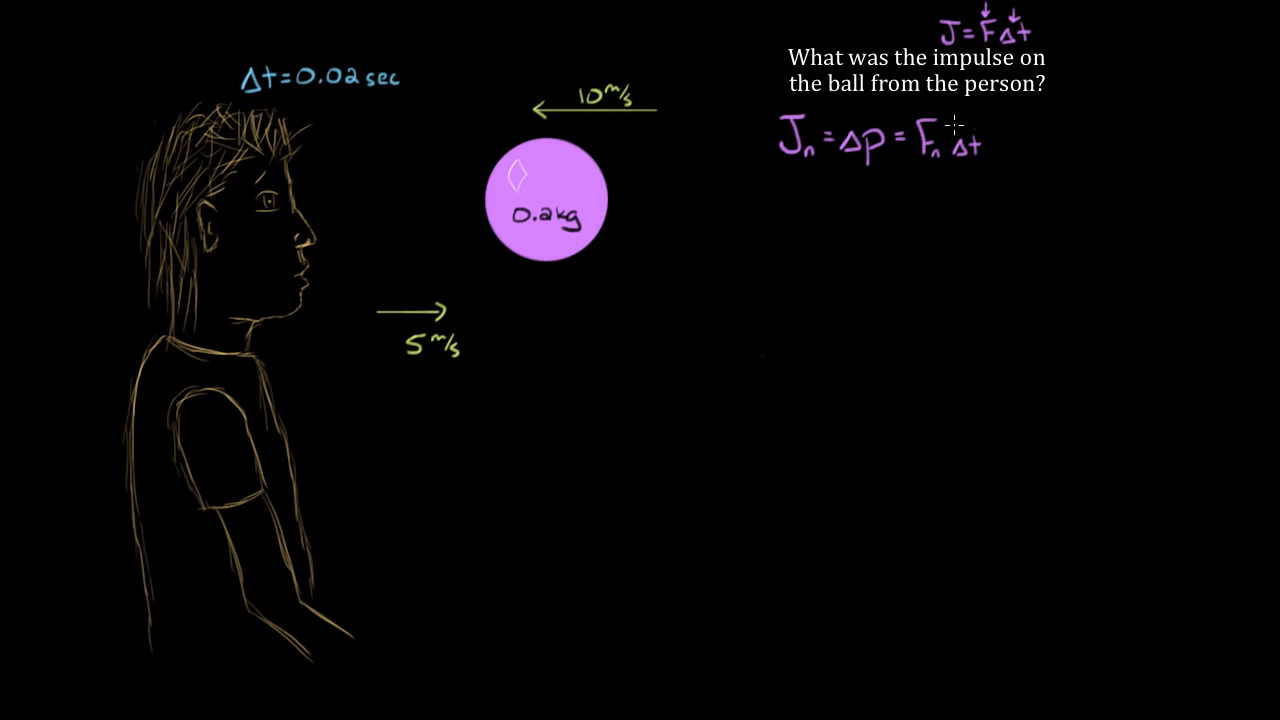 J = F Δt
What was the impulse on
the ball from the person?
Δt = 0.02 sec
10 m/s
Jₙ = Δp = Fₙ Δt
0.2kg
5 m/s